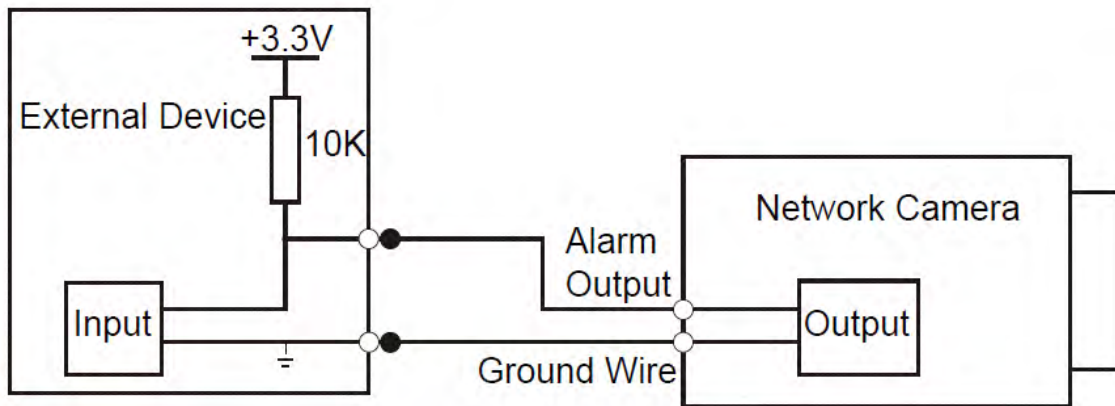 +3.3V
External Device
10K
Input
Alarm
Output
Ground Wire
Network Camera
Output